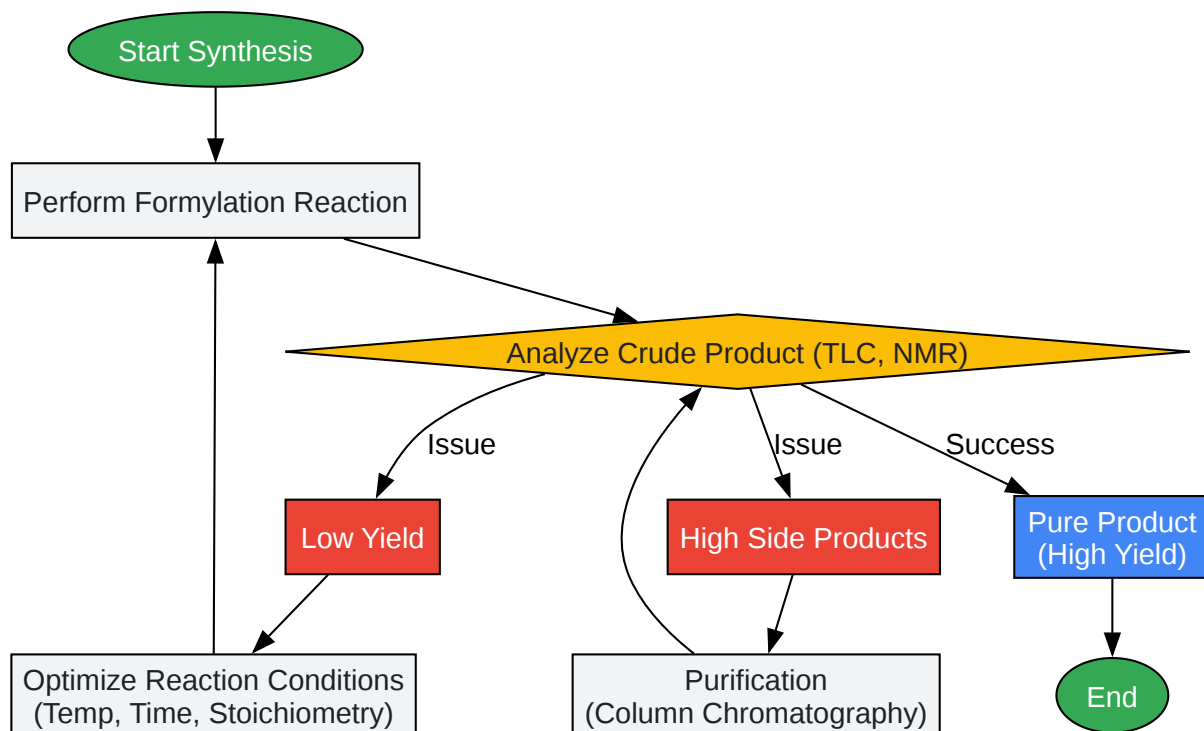 Start Synthesis
Perform Formylation Reaction
Analyze Crude Product (TLC, NMR)
Issue
Issue
Success
Low Yield
High Side Products
Pure Product
(High Yield)
Optimize Reaction Conditions
(Temp, Time, Stoichiometry)
Purification
(Column Chromatography)
End